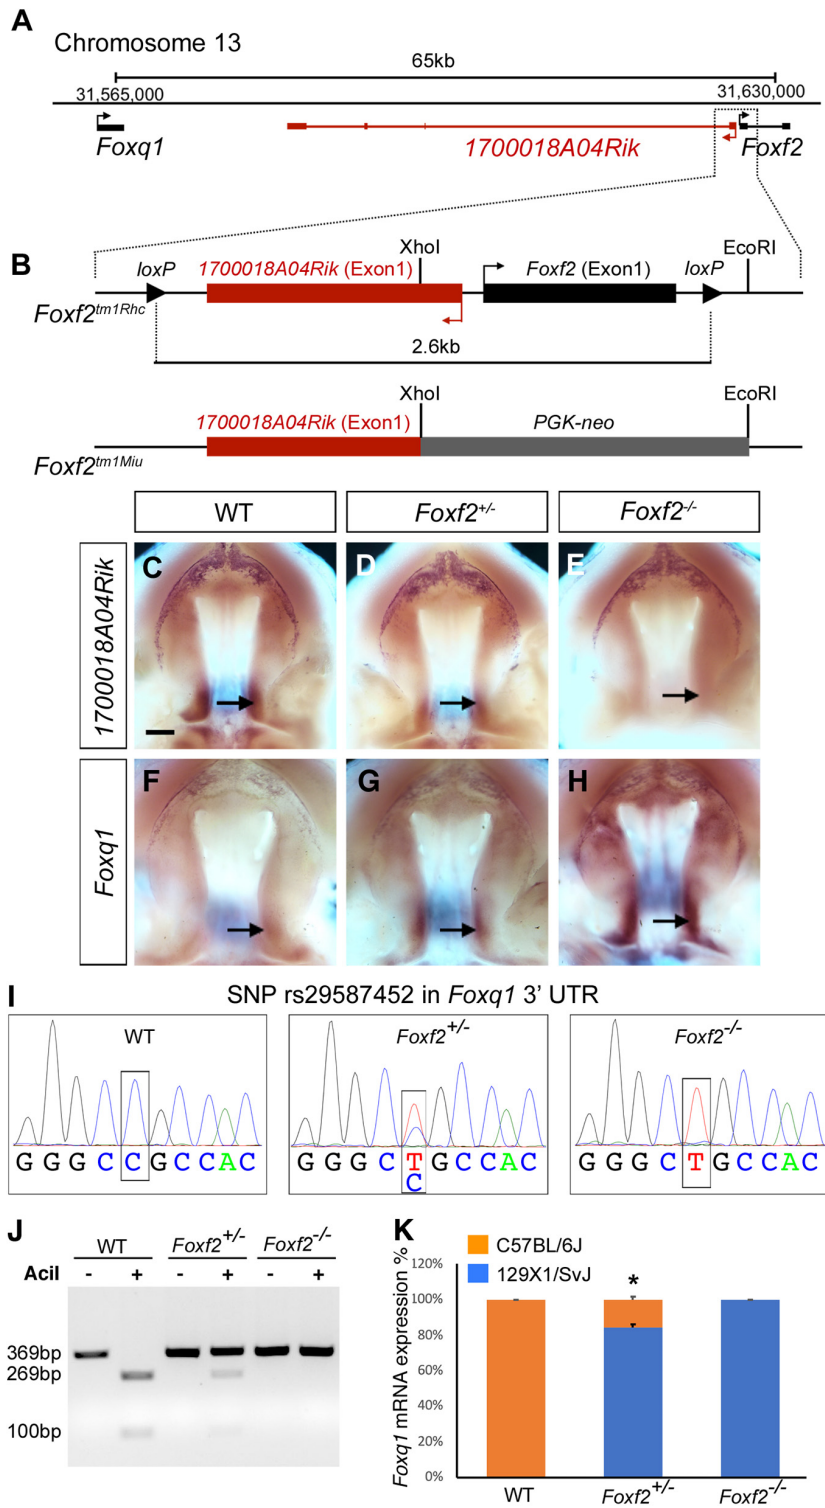 A
Chromosome 13
65kb
31,565,000 31,630,000
Foxq1 1700018A04Rik Foxf2
B
XhoI EcoRI
loxP 1700018A04Rik (Exon1) Foxf2 (Exon1) loxP
Foxf2tm1Rhc
2.6kb
XhoI EcoRI
1700018A04Rik (Exon1) PGK-neo
Foxf2tm1Miu
WT Foxf2+/- Foxf2-/-
1700018A04Rik
C D E
Foxq1
F G H
I SNP rs29587452 in Foxq1 3’ UTR
WT Foxf2+/- Foxf2-/-
GGGCCGCCAC GGGCTGCCAC GGGCTGCCAC
C
J
WT Foxf2+/- Foxf2-/-
AciI - + - + - +
369bp
269bp
100bp
K
C57BL/6J
129X1/SvJ
Foxq1 mRNA expression %
120%
100%
80%
60%
40%
20%
0%
*
WT Foxf2+/- Foxf2-/-